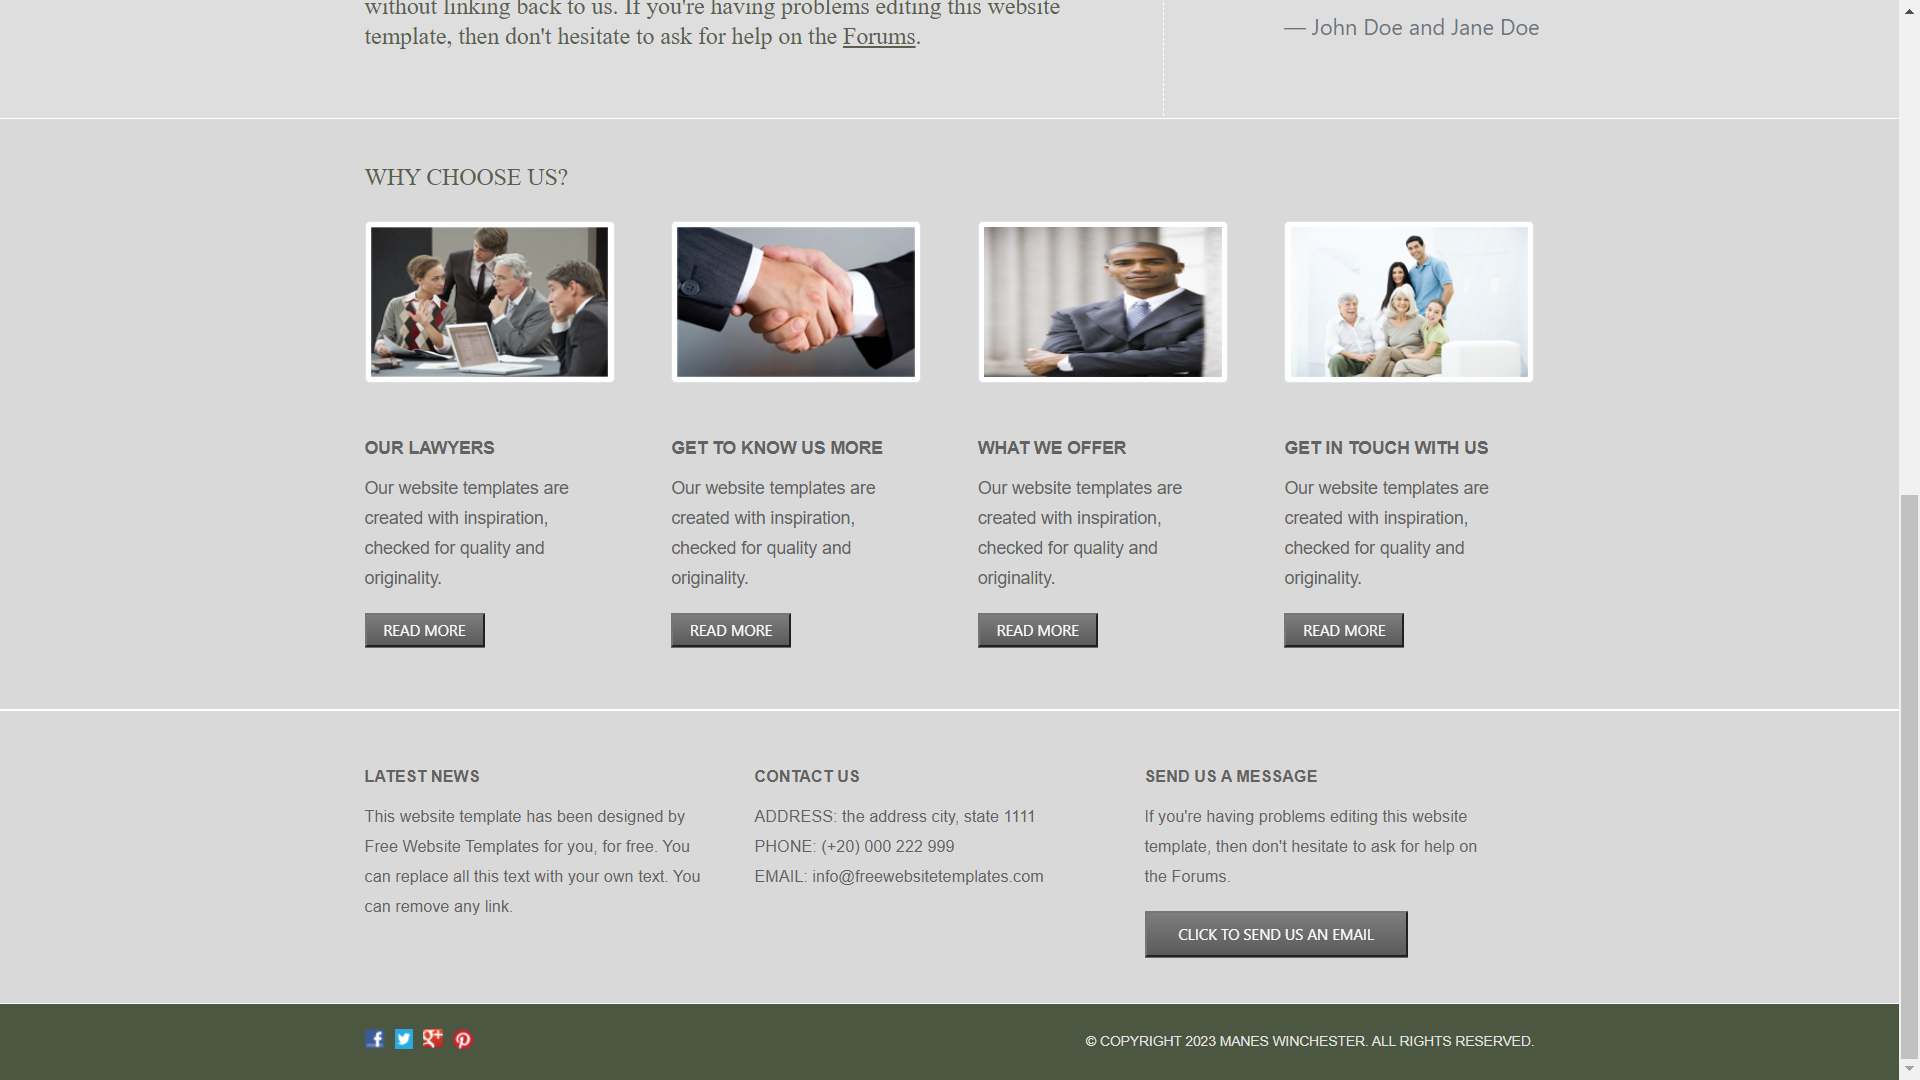 without linking back to us. If you're having problems editing this website
template, then don't hesitate to ask for help on the Forums.
— John Doe and Jane Doe
WHY CHOOSE US?
OUR LAWYERS
Our website templates are
created with inspiration,
checked for quality and
originality.
READ MORE
GET TO KNOW US MORE
Our website templates are
created with inspiration,
checked for quality and
originality.
READ MORE
WHAT WE OFFER
Our website templates are
created with inspiration,
checked for quality and
originality.
READ MORE
GET IN TOUCH WITH US
Our website templates are
created with inspiration,
checked for quality and
originality.
READ MORE
LATEST NEWS
This website template has been designed by
Free Website Templates for you, for free. You
can replace all this text with your own text. You
can remove any link.
CONTACT US
ADDRESS: the address city, state 1111
PHONE: (+20) 000 222 999
EMAIL: info@freewebsitetemplates.com
SEND US A MESSAGE
If you're having problems editing this website
template, then don't hesitate to ask for help on
the Forums.
CLICK TO SEND US AN EMAIL
© COPYRIGHT 2023 MANES WINCHESTER. ALL RIGHTS RESERVED.